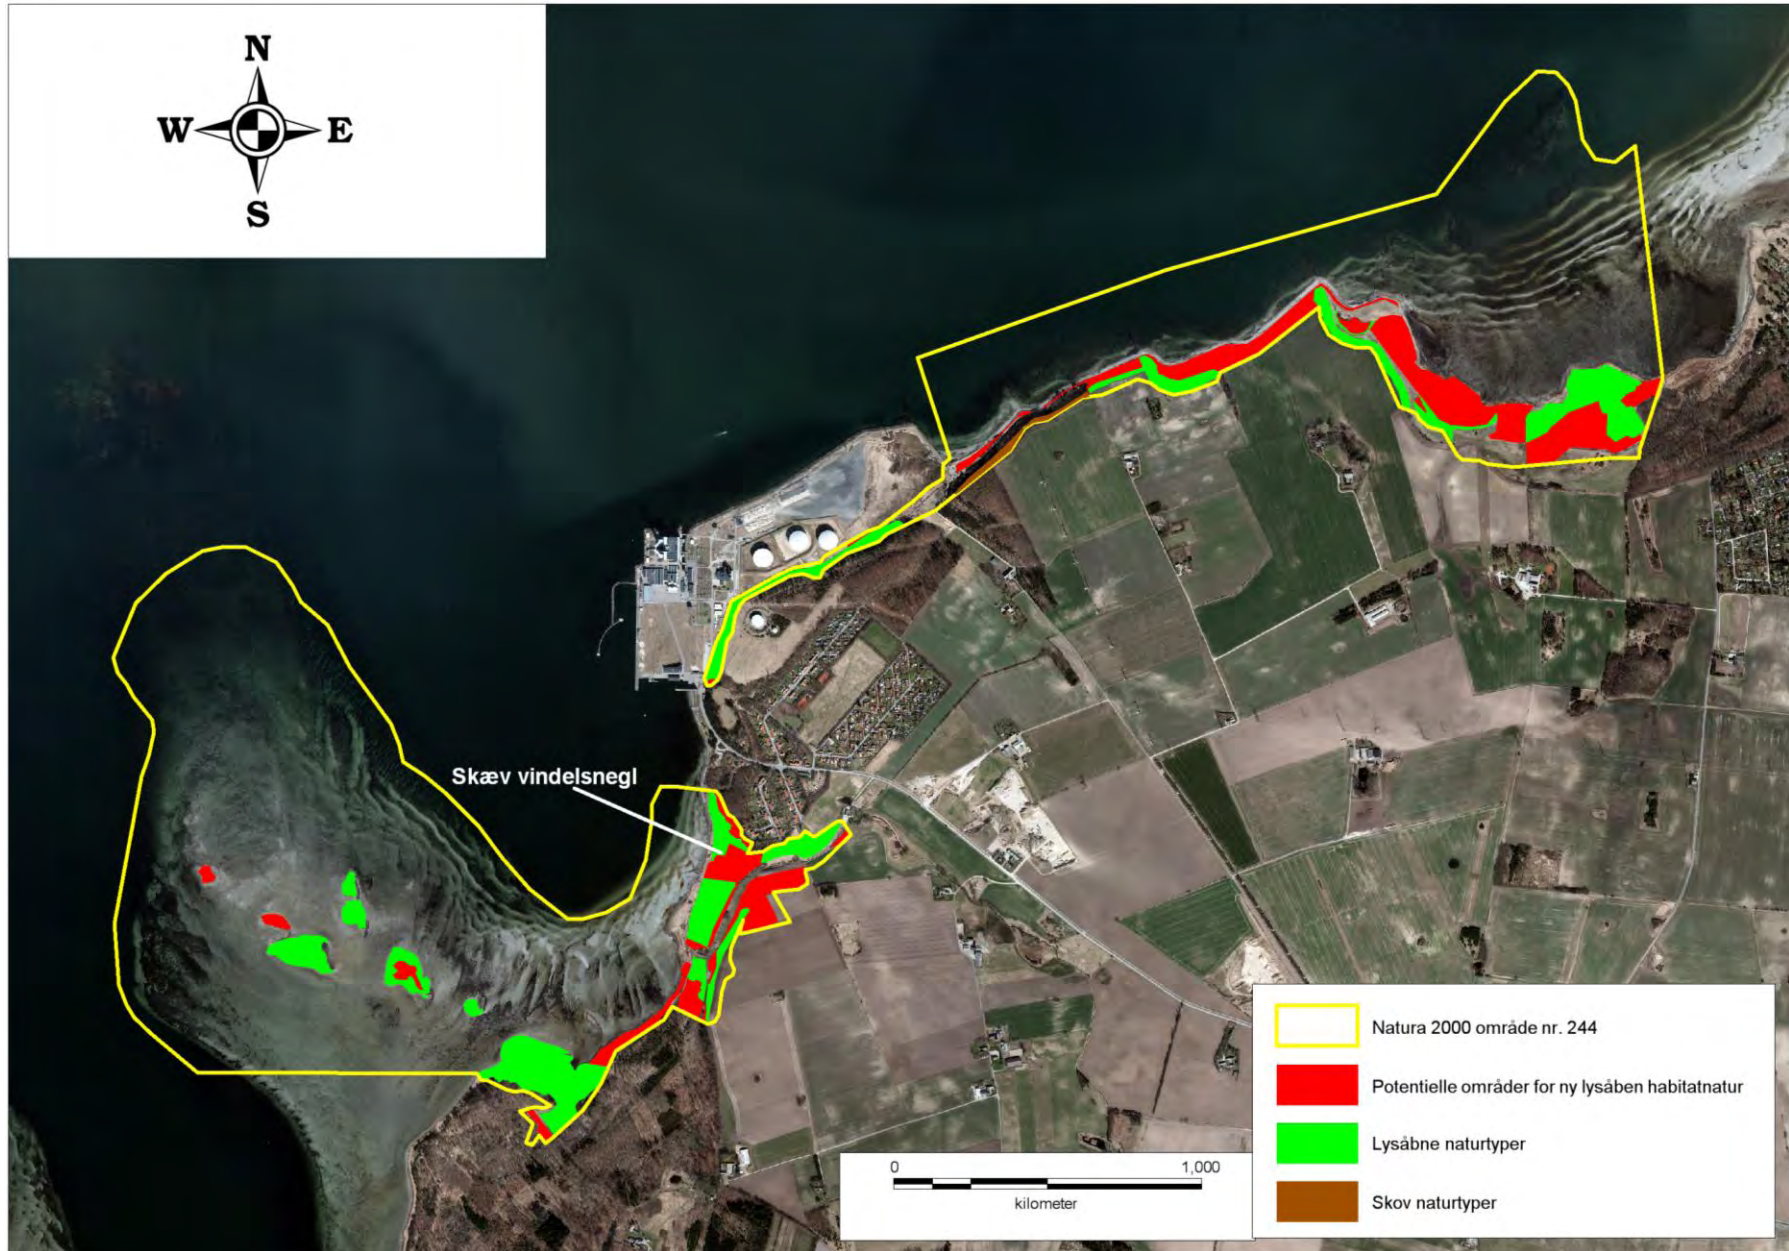 N
W E
S
Skæv vindelsnegl
Natura 2000 område nr. 244
Potentielle områder for ny lysåben habitatnatur
Lysåbne naturtyper
Skov naturtyper
0 1,000
kilometer